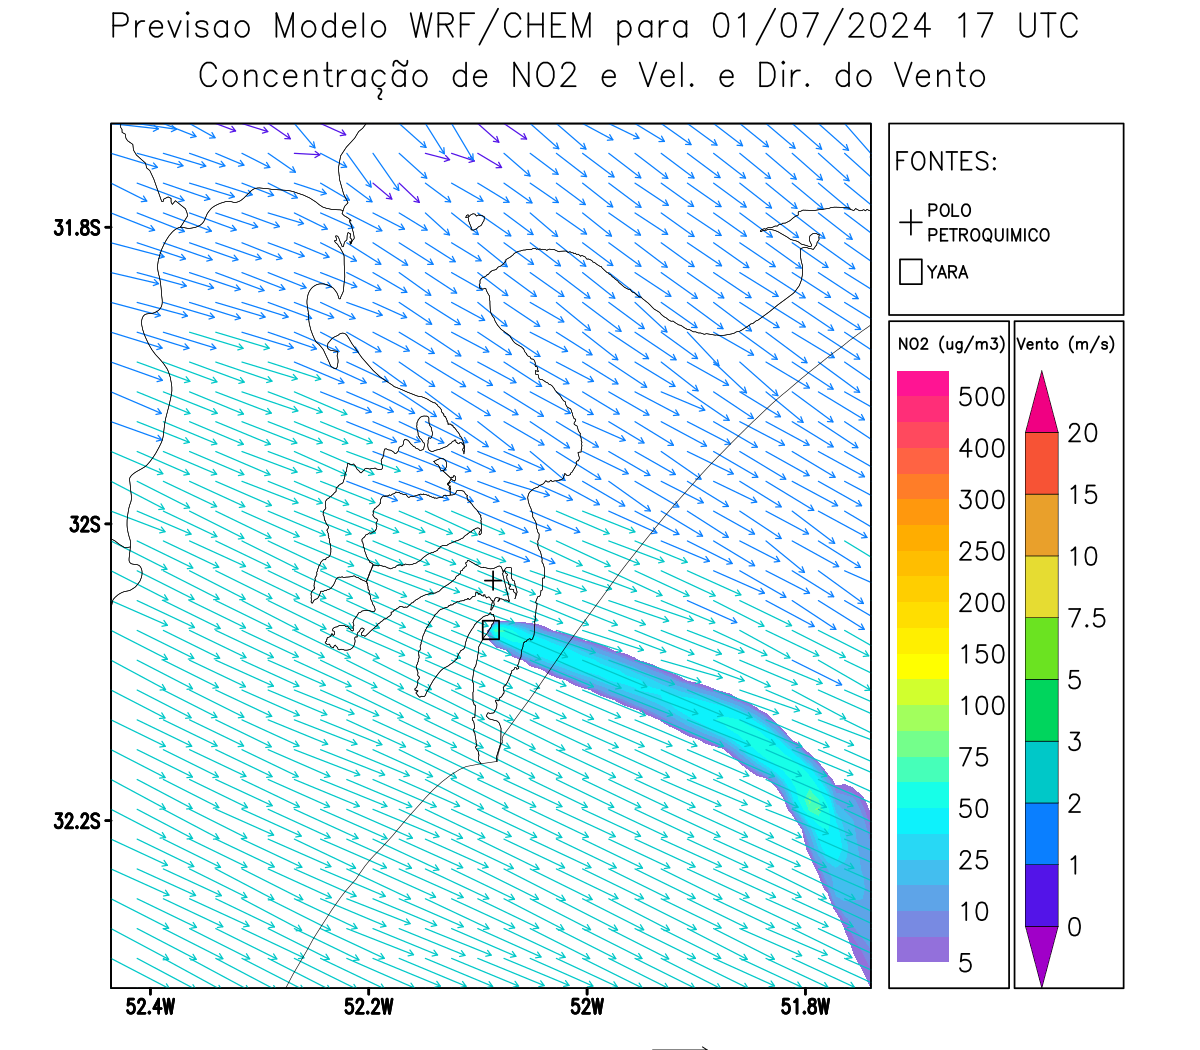 Previsao Modelo WRF/CHEM para 01/07/2024 17 UTC
Concentração de NO2 e Vel. e Dir. do Vento
FONTES:
POLO
PETROQUIMICO
YARA
NO2 (ug/m3)
500
400
300
250
200
150
100
75
50
25
10
5
Vento (m/s)
20
15
10
7.5
5
3
2
1
0
31.8S
32S
32.2S
52.4W
52.2W
52W
51.8W